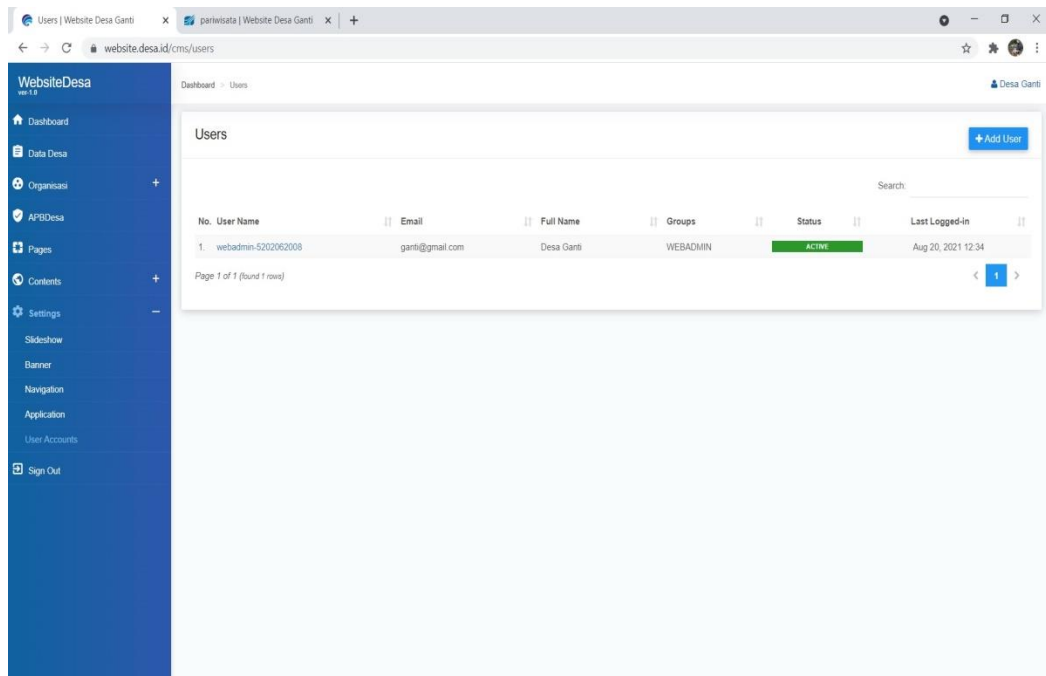 Users | Website Desa Ganti
pariwisata | Website Desa Ganti
website.desa.id/cms/users
WebsiteDesa
ver-1.0
Dashboard > Users
Desa Ganti
Dashboard
Data Desa
Organisasi
APBDesa
Pages
Contents
Settings
Slideshow
Banner
Navigation
Application
User Accounts
Sign Out
Users
+ Add User
Search:
No. User Name Email Full Name Groups Status Last Logged-in
1. webadmin-5202062008 ganti@gmail.com Desa Ganti WEBADMIN ACTIVE Aug 20, 2021 12:34
Page 1 of 1 (found 1 rows)
< 1 >